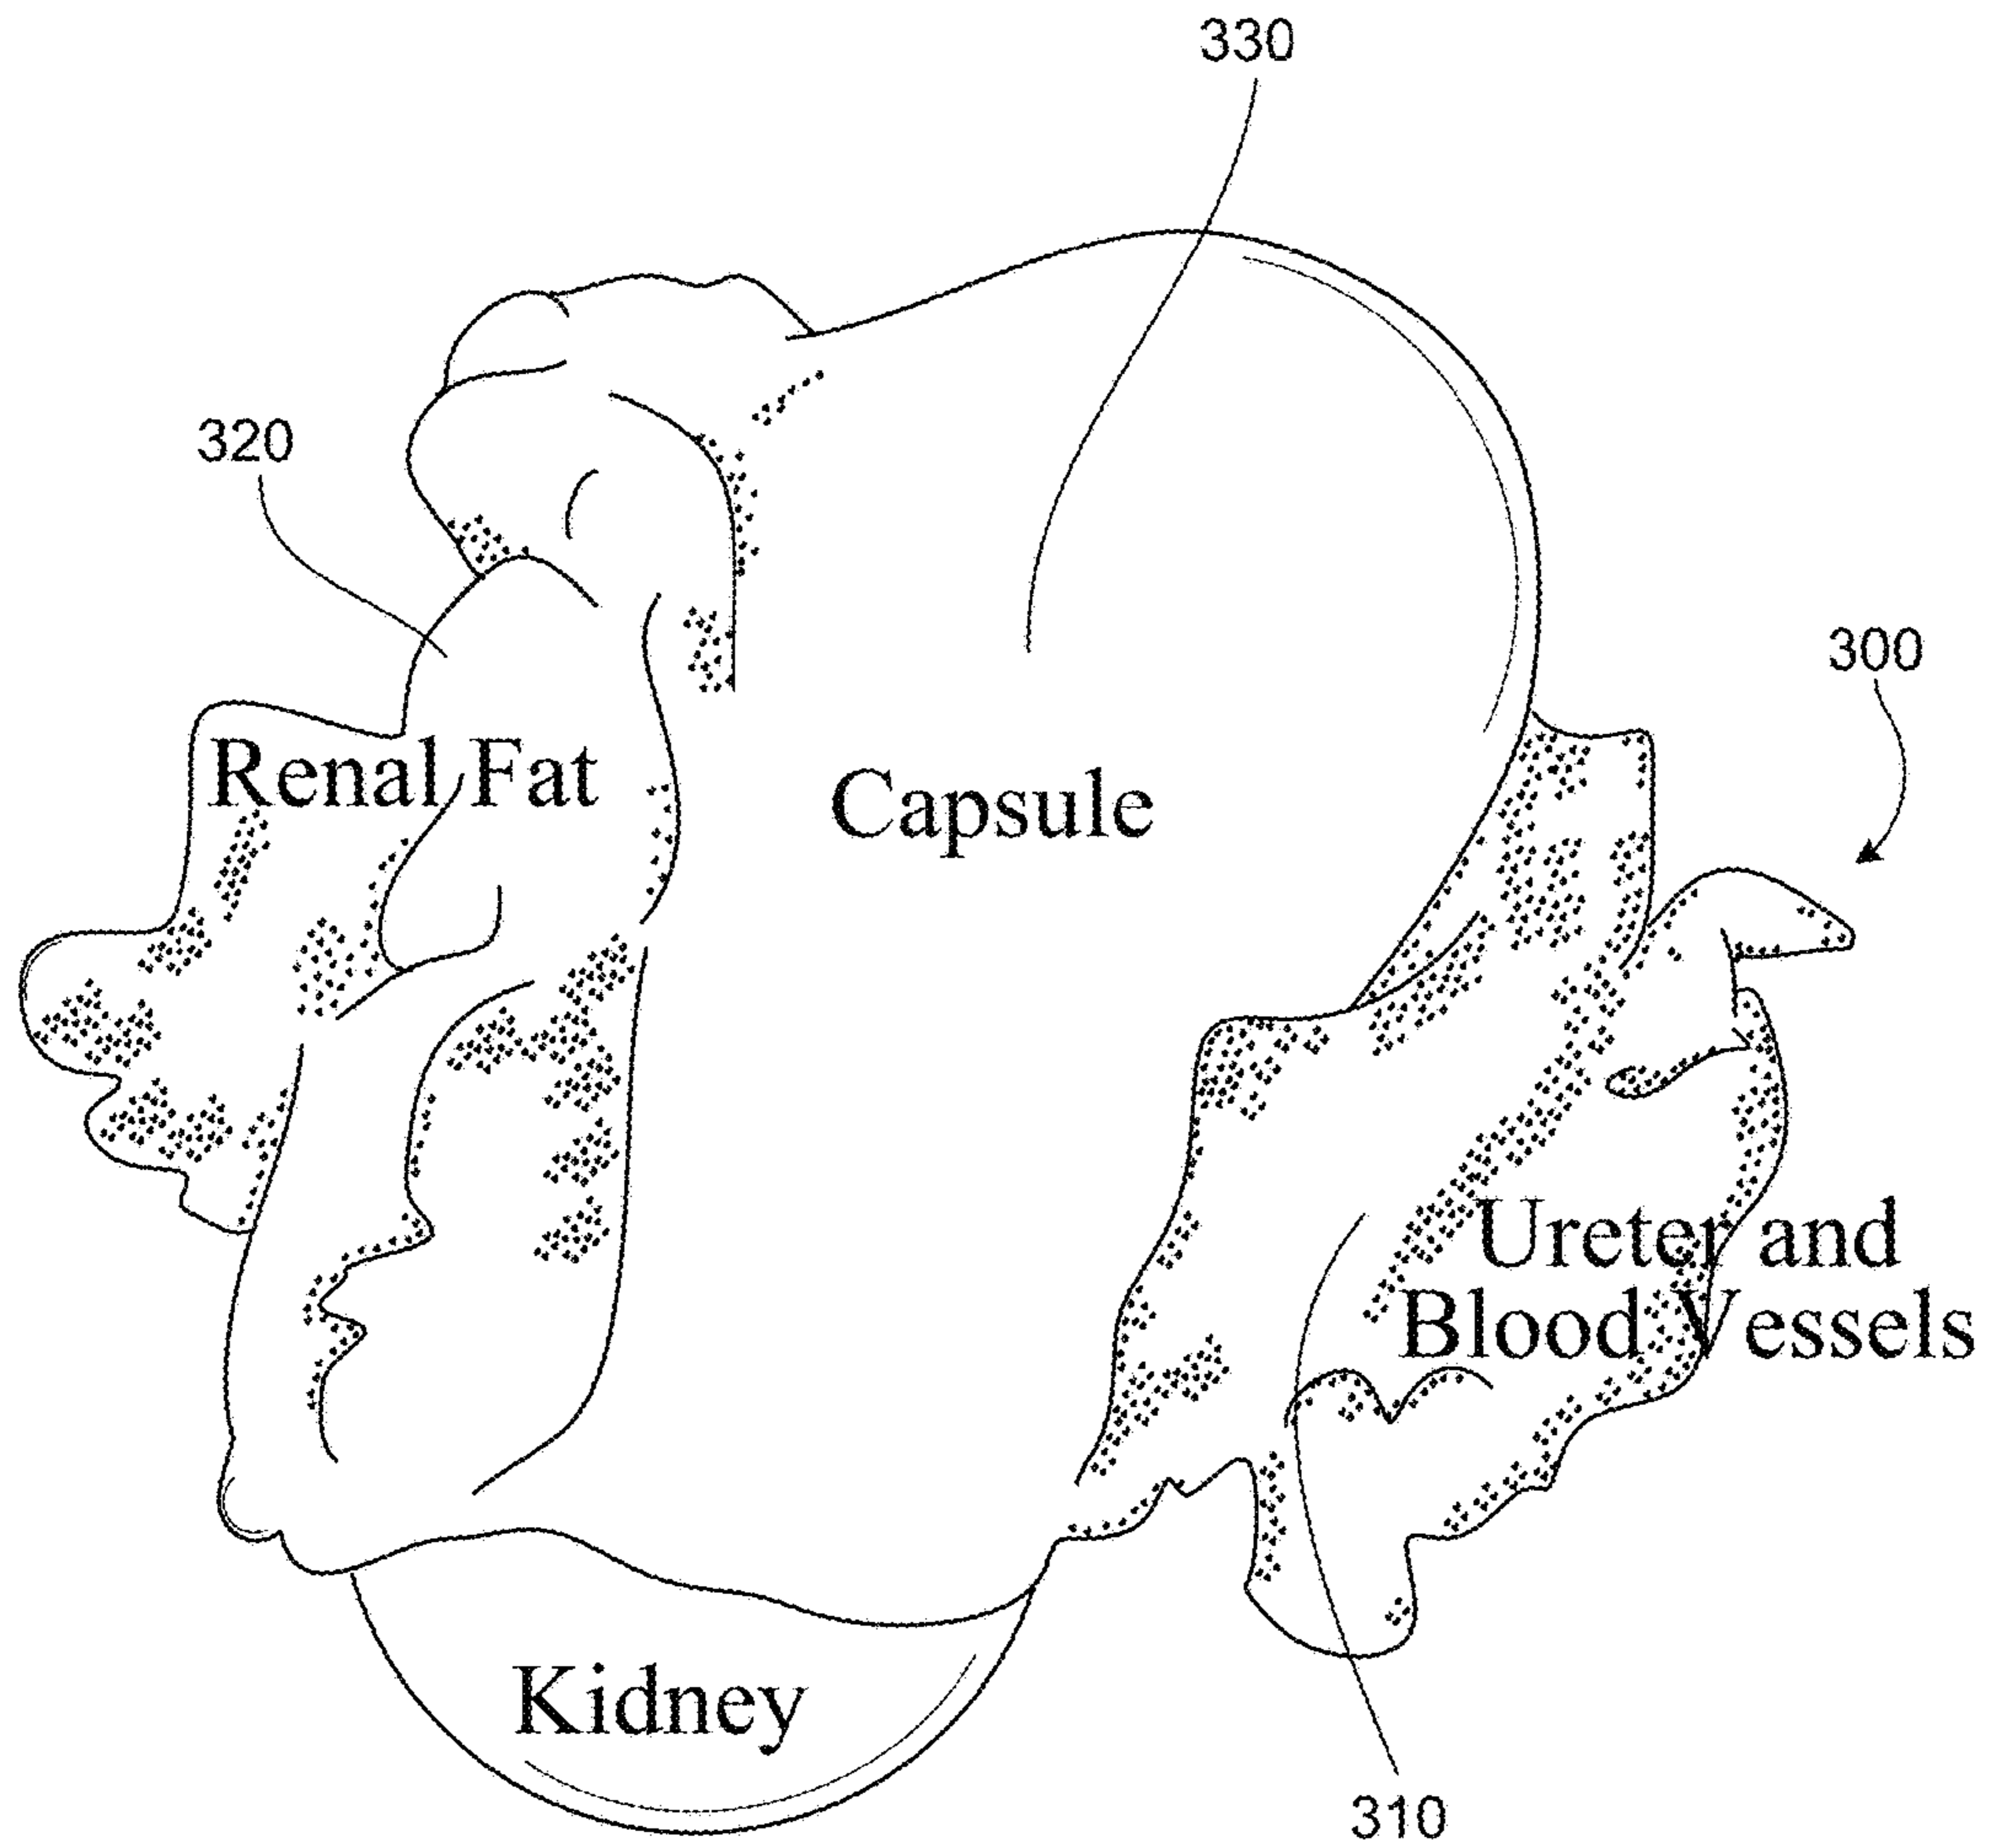 330
320
300
Renal Fat
Capsule
Ureter and
Blood Vessels
Kidney
310